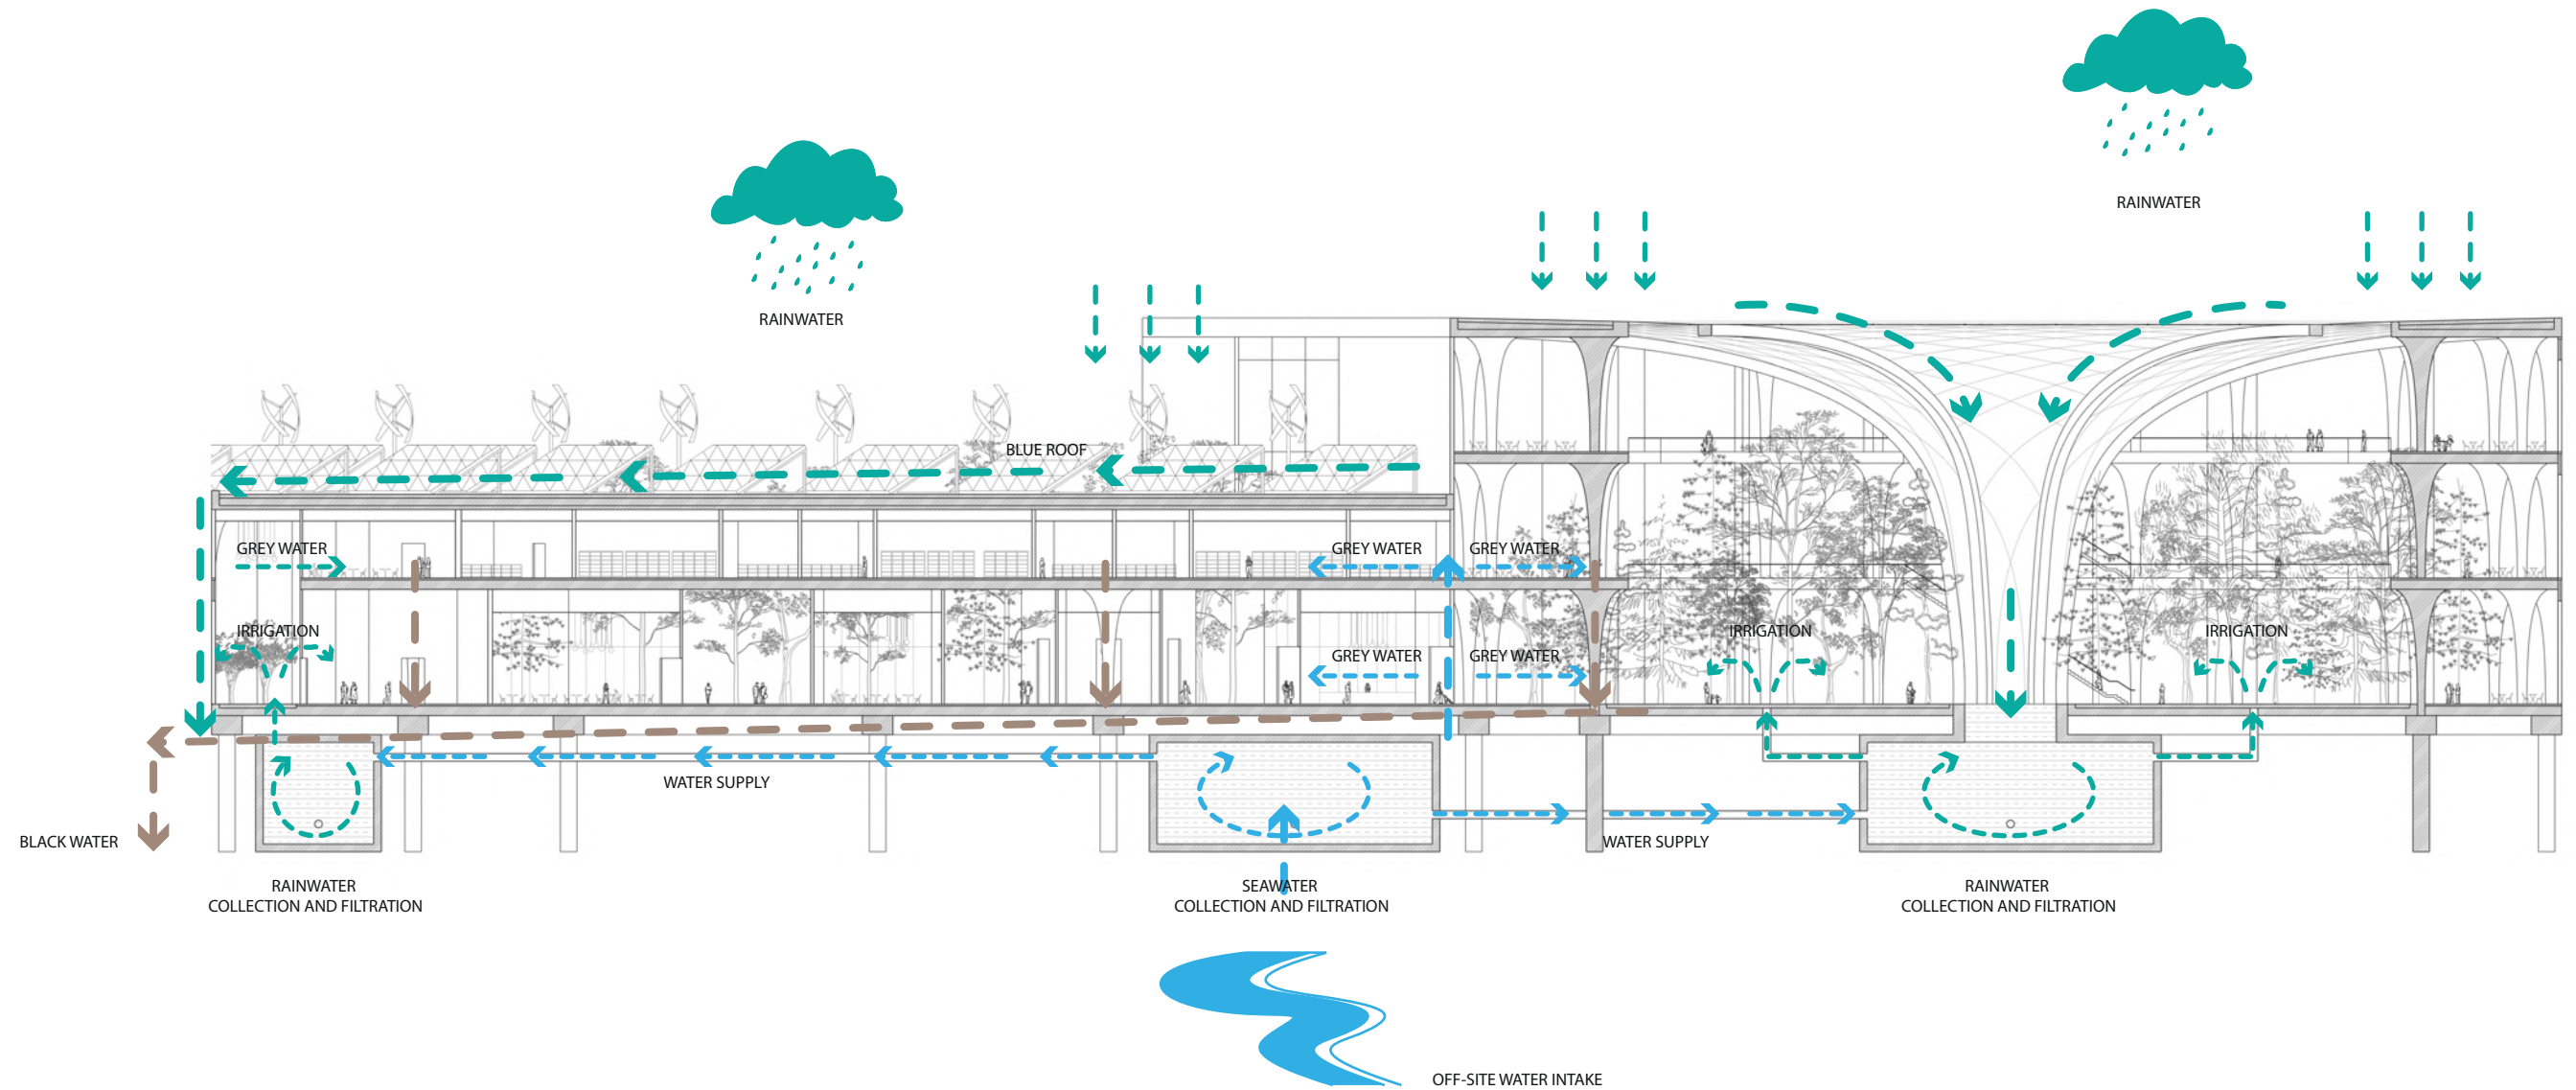 RAINWATER
RAINWATER
BLUE ROOF
GREY WATER
GREY WATER
GREY WATER
IRRIGATION
IRRIGATION
IRRIGATION
GREY WATER
GREY WATER
WATER SUPPLY
BLACK WATER
WATER SUPPLY
RAINWATER
COLLECTION AND FILTRATION
SEAWATER
COLLECTION AND FILTRATION
RAINWATER
COLLECTION AND FILTRATION
OFF-SITE WATER INTAKE